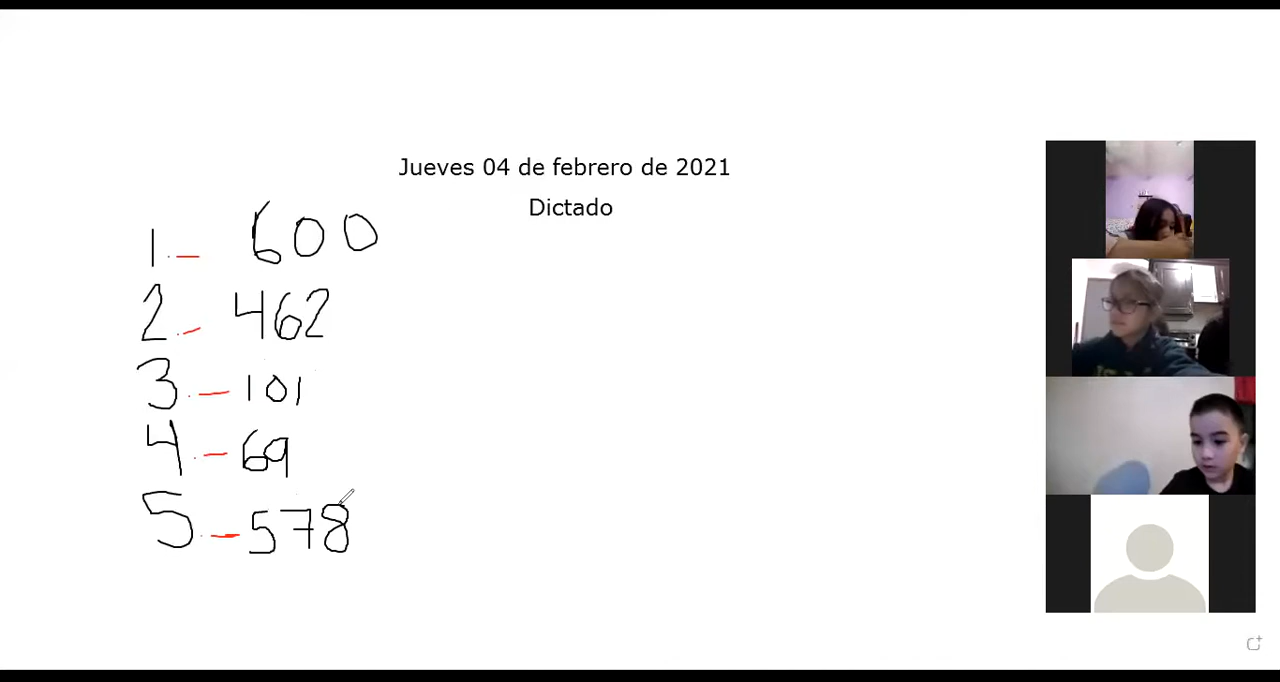 Jueves 04 de febrero de 2021
Dictado
1.- 600
2.- 462
3.- 101
4.- 69
5.- 578